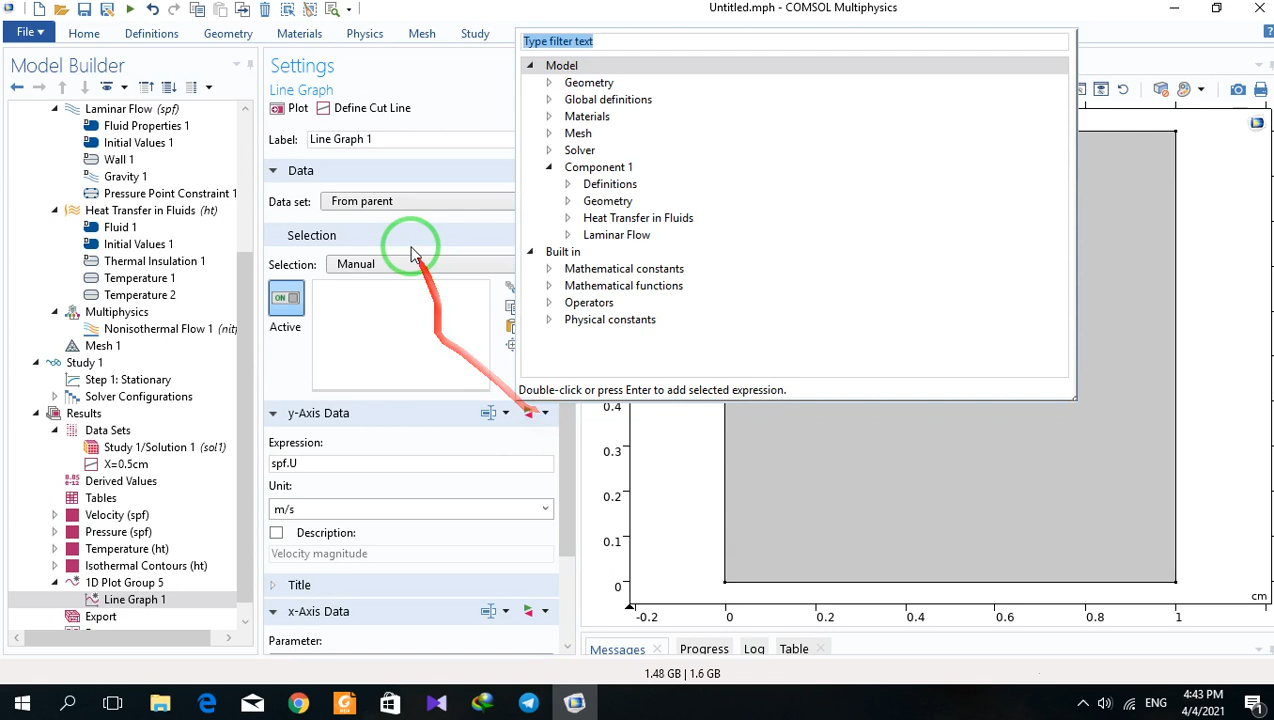 Untitled.mph - COMSOL Multiphysics
File
Home
Definitions
Geometry
Materials
Physics
Mesh
Study
Model Builder
Laminar Flow (spf)
Fluid Properties 1
Initial Values 1
Wall 1
Gravity 1
Pressure Point Constraint 1
Heat Transfer in Fluids (ht)
Fluid 1
Initial Values 1
Thermal Insulation 1
Temperature 1
Temperature 2
Multiphysics
Nonisothermal Flow 1 (nitf
Mesh 1
Study 1
Step 1: Stationary
Solver Configurations
Results
Data Sets
Study 1/Solution 1 (sol1)
X=0.5cm
Derived Values
Tables
Velocity (spf)
Pressure (spf)
Temperature (ht)
Isothermal Contours (ht)
1D Plot Group 5
Line Graph 1
Export
Settings
Line Graph
Plot
Define Cut Line
Label:
Line Graph 1
Data
Data set:
From parent
Selection
Selection:
Manual
ON
Active
y-Axis Data
Expression:
spf.U
Unit:
m/s
Description:
Velocity magnitude
Title
x-Axis Data
Parameter:
Type filter text
Model
Geometry
Global definitions
Materials
Mesh
Solver
Component 1
Definitions
Geometry
Heat Transfer in Fluids
Laminar Flow
Built in
Mathematical constants
Mathematical functions
Operators
Physical constants
Double-click or press Enter to add selected expression.
0.4
0.3
0.2
0.1
0
-0.2
0
0.2
0.4
0.6
0.8
1
cm
Messages
Progress
Log
Table
1.48 GB | 1.6 GB
ENG
4:43 PM
4/4/2021